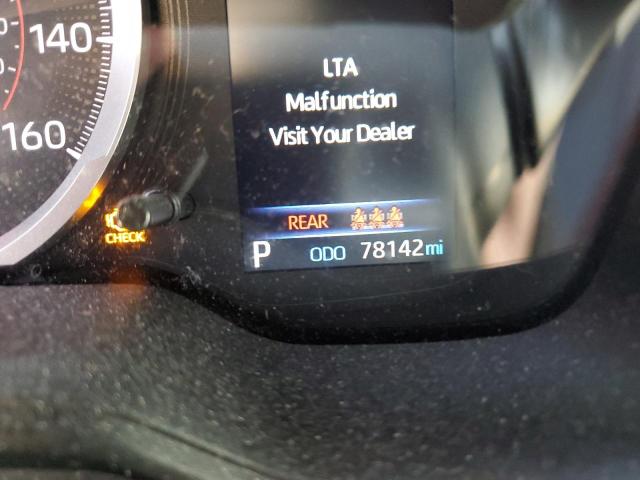 140
160
LTA
Malfunction
Visit Your Dealer
REAR
CHECK
P ODO 78142 mi